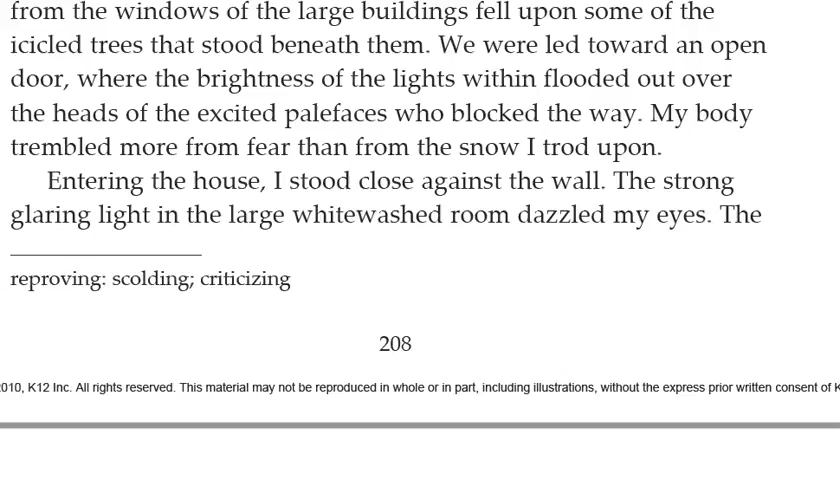 from the windows of the large buildings fell upon some of the
icicled trees that stood beneath them. We were led toward an open
door, where the brightness of the lights within flooded out over
the heads of the excited palefaces who blocked the way. My body
trembled more from fear than from the snow I trod upon.
Entering the house, I stood close against the wall. The strong
glaring light in the large whitewashed room dazzled my eyes. The
reproving: scolding; criticizing
208
2010, K12 Inc. All rights reserved. This material may not be reproduced in whole or in part, including illustrations, without the express prior written consent of K